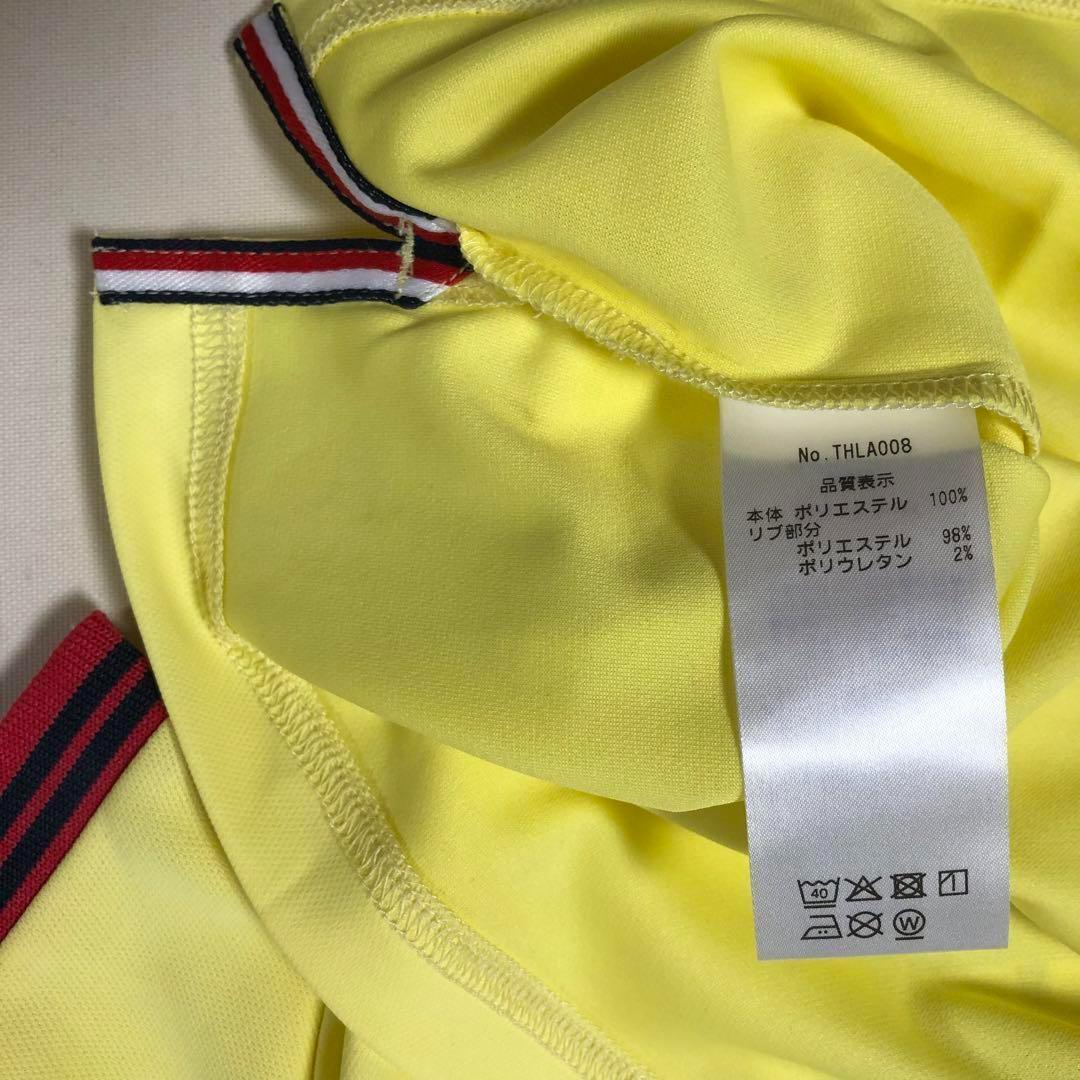 No.THLA008
品質表示
本体 ポリエステル 100%
リブ部分
ポリエステル 98%
ポリウレタン 2%
40
W